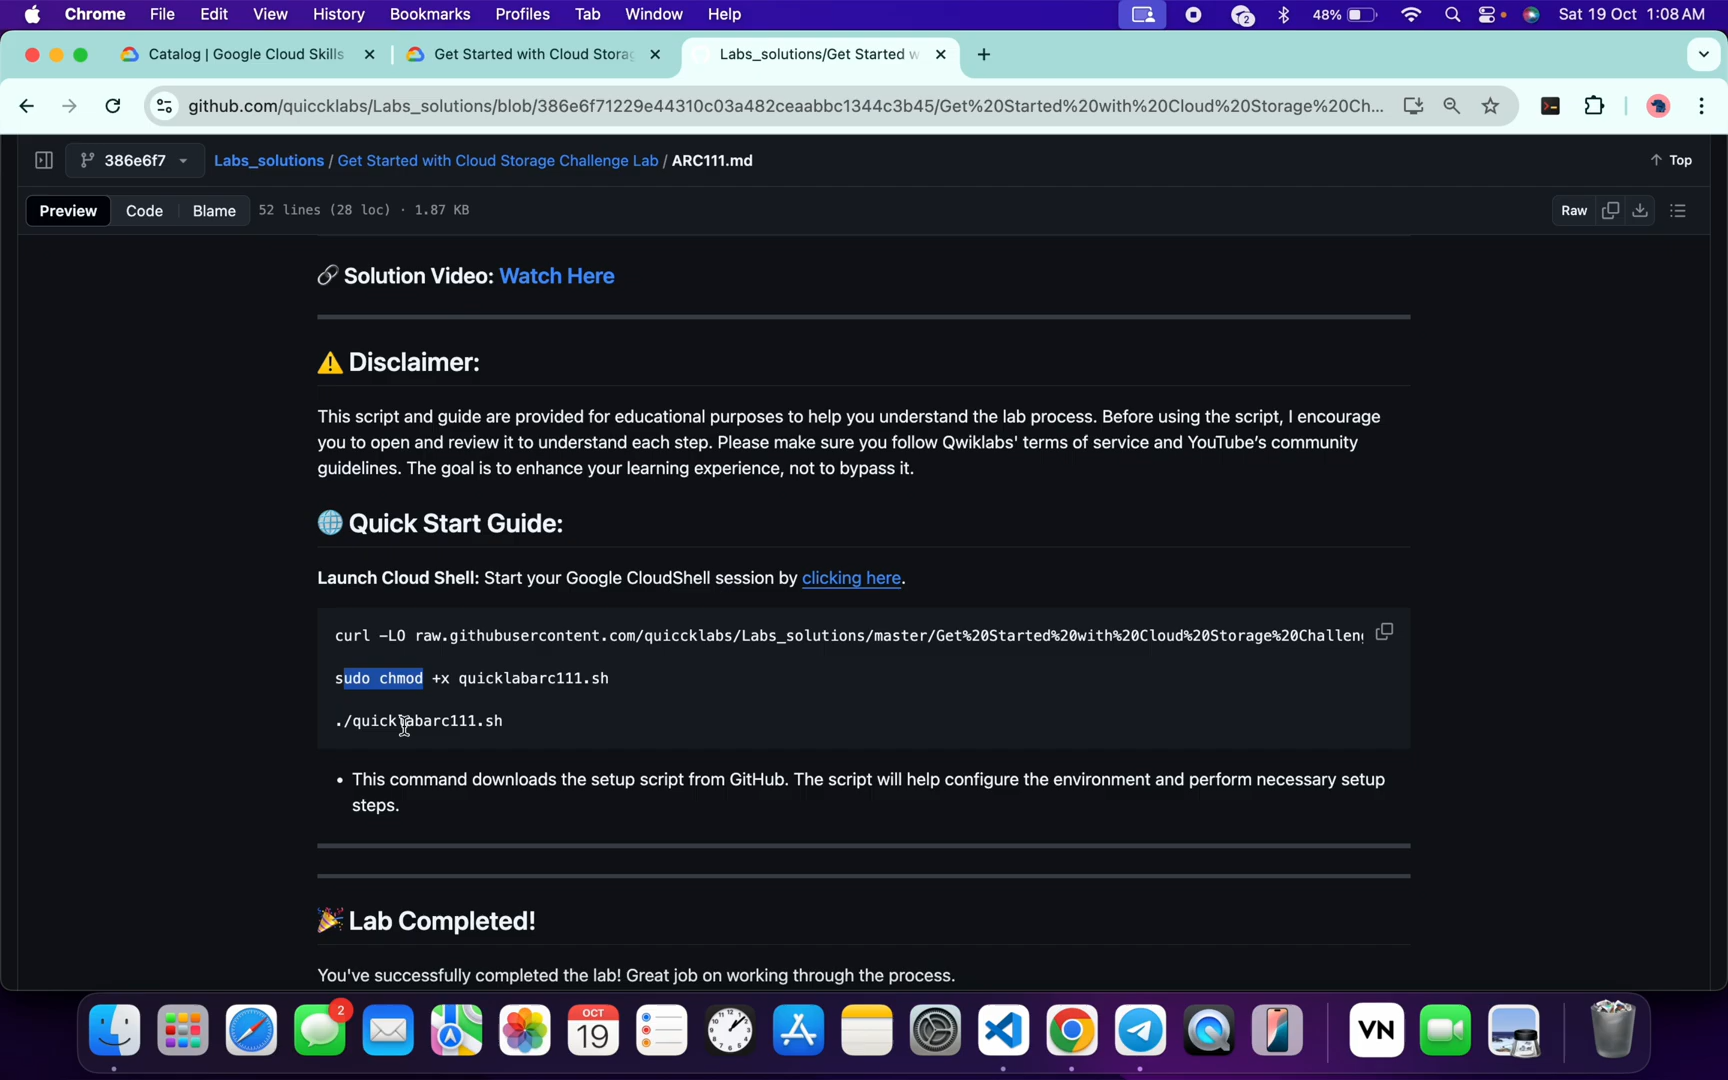 Chrome File Edit View History Bookmarks Profiles Tab Window Help 2 48% Sat 19 Oct 1:08 AM
Catalog | Google Cloud Skills Get Started with Cloud Storag Labs_solutions/Get Started w
github.com/quiccklabs/Labs_solutions/blob/386e6f71229e44310c03a482ceaabbc1344c3b45/Get%20Started%20with%20Cloud%20Storage%20Ch...
386e6f7 Labs_solutions / Get Started with Cloud Storage Challenge Lab / ARC111.md Top
Preview Code Blame 52 lines (28 loc) · 1.87 KB Raw
🔗 Solution Video: Watch Here
⚠️ Disclaimer:
This script and guide are provided for educational purposes to help you understand the lab process. Before using the script, I encourage
you to open and review it to understand each step. Please make sure you follow Qwiklabs' terms of service and YouTube's community
guidelines. The goal is to enhance your learning experience, not to bypass it.
🌐 Quick Start Guide:
Launch Cloud Shell: Start your Google CloudShell session by clicking here.
curl -LO raw.githubusercontent.com/quiccklabs/Labs_solutions/master/Get%20Started%20with%20Cloud%20Storage%20Challeng
sudo chmod +x quicklabarc111.sh
./quicklabarc111.sh
• This command downloads the setup script from GitHub. The script will help configure the environment and perform necessary setup
steps.
🎉 Lab Completed!
You've successfully completed the lab! Great job on working through the process.
2 OCT 19 VN